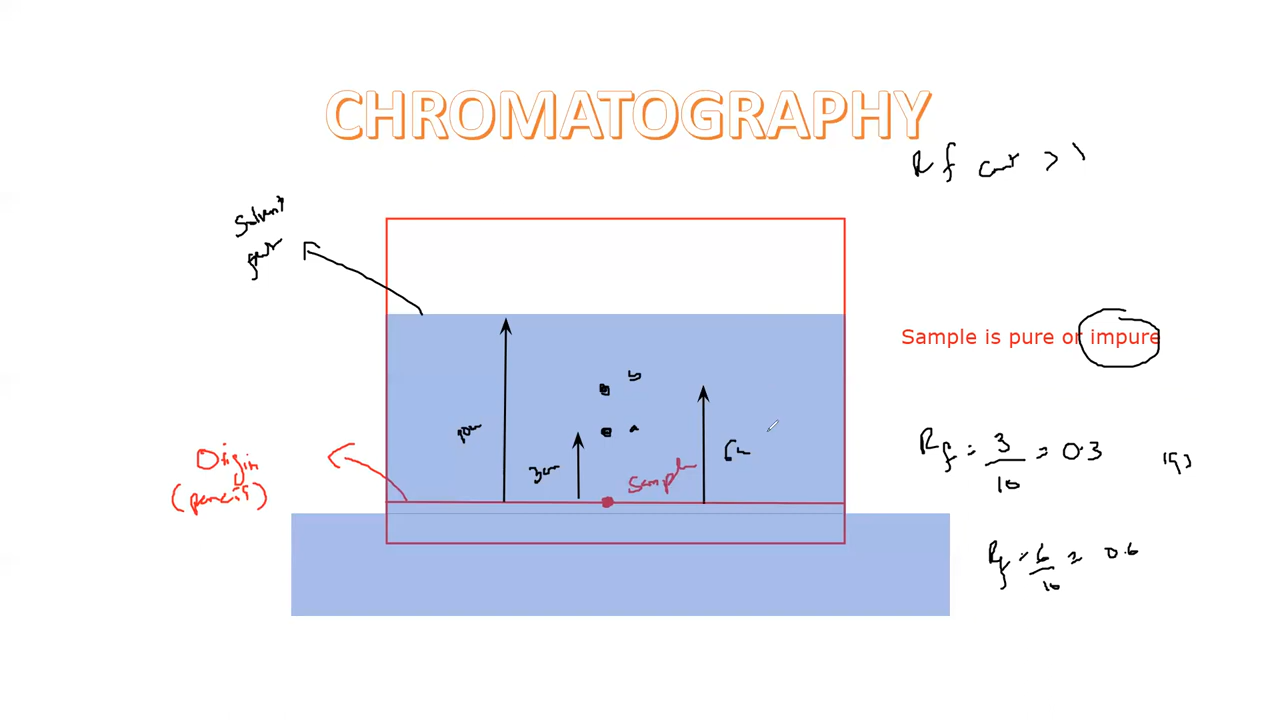 CHROMATOGRAPHY
Rf can't > 1
Solvent
front
Sample is pure or impure
b
a
10cm
3cm
6cm
Sample
Origin
(pencil)
Rf = 3/10 = 0.3
Rf = 6/10 = 0.6